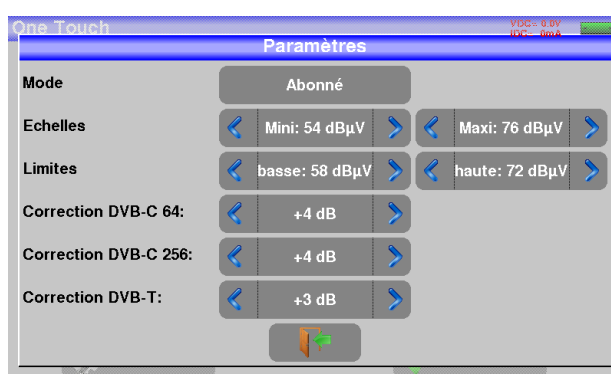 One Touch
VDC= 0.0V
IDC= 0mA
Paramètres
Mode
Abonné
Echelles
Mini: 54 dBµV
Maxi: 76 dBµV
Limites
basse: 58 dBµV
haute: 72 dBµV
Correction DVB-C 64:
+4 dB
Correction DVB-C 256:
+4 dB
Correction DVB-T:
+3 dB